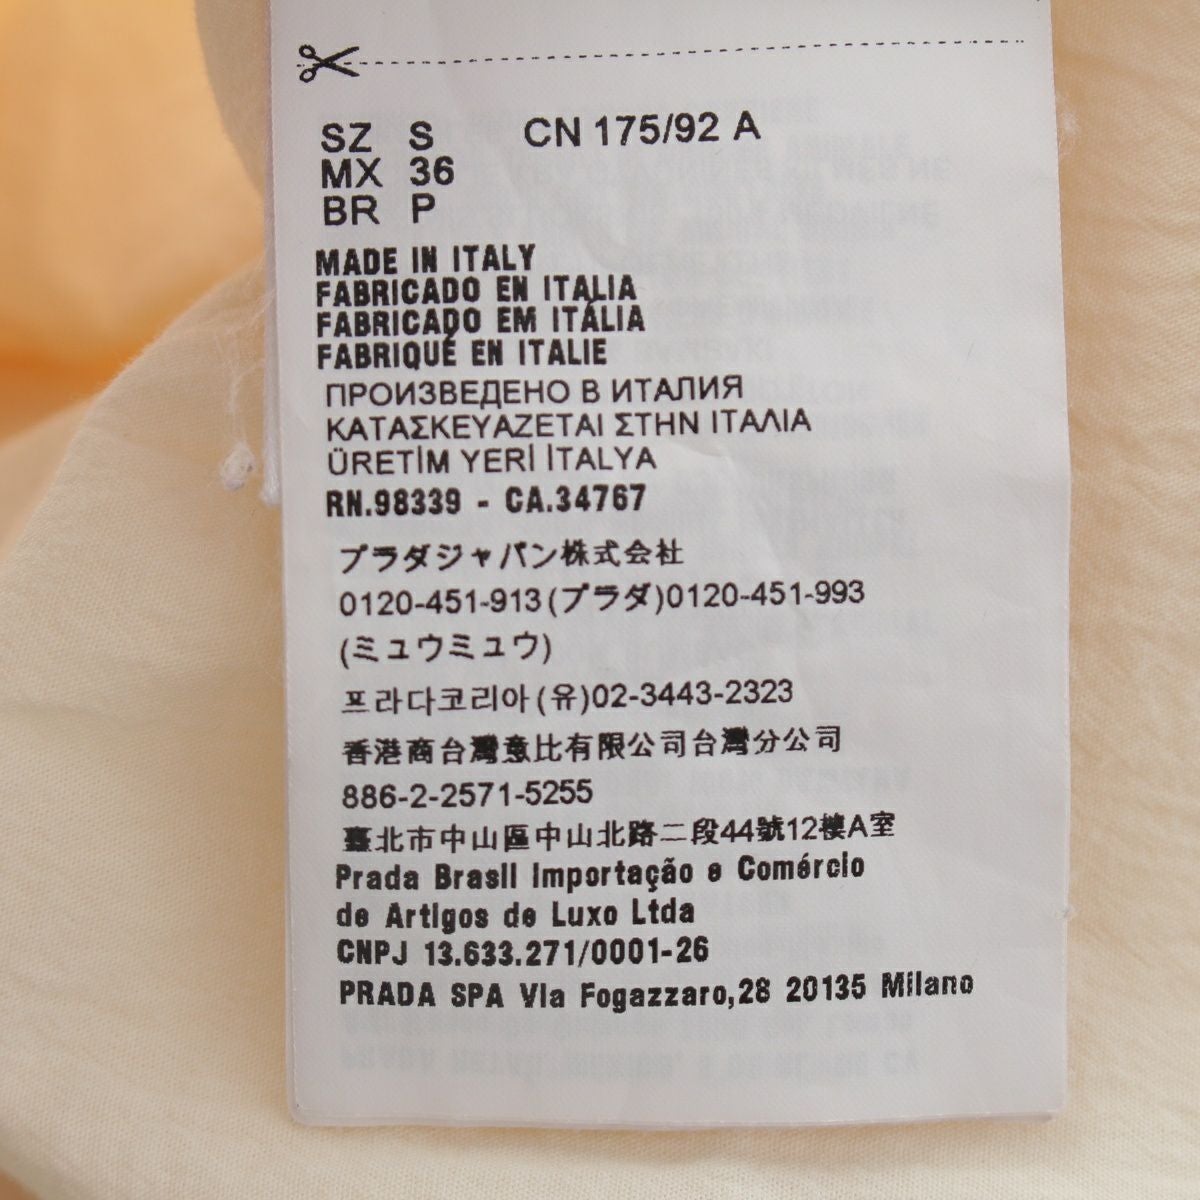 SZ S CN 175/92 A
MX 36
BR P
MADE IN ITALY
FABRICADO EN ITALIA
FABRICADO EM ITÁLIA
FABRIQUÉ EN ITALIE
ПРОИЗВЕДЕНО В ИТАЛИЯ
ΚΑΤΑΣΚΕΥΑΖΕΤΑΙ ΣΤΗΝ ΙΤΑΛΙΑ
ÜRETİM YERİ İTALYA
RN.98339 - CA.34767
プラダジャパン株式会社
0120-451-913(プラダ)0120-451-993
(ミュウミュウ)
프라다코리아(유)02-3443-2323
香港商台灣意比有限公司台灣分公司
886-2-2571-5255
臺北市中山區中山北路二段44號12樓A室
Prada Brasil Importação e Comércio
de Artigos de Luxo Ltda
CNPJ 13.633.271/0001-26
PRADA SPA Via Fogazzaro,28 20135 Milano